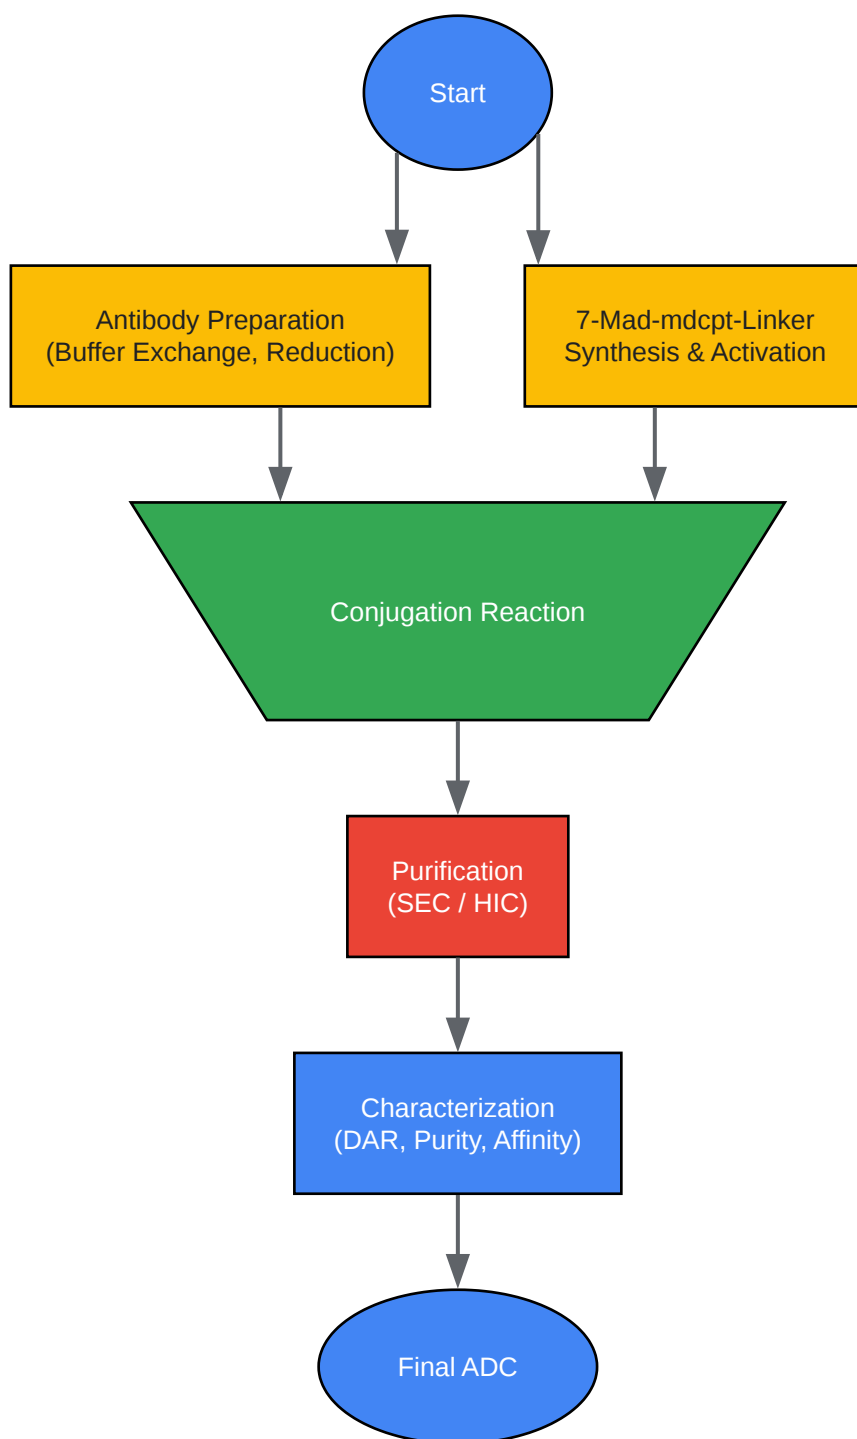 Start
Antibody Preparation
(Buffer Exchange, Reduction)
7-Mad-mdcpt-Linker
Synthesis & Activation
Conjugation Reaction
Purification
(SEC / HIC)
Characterization
(DAR, Purity, Affinity)
Final ADC